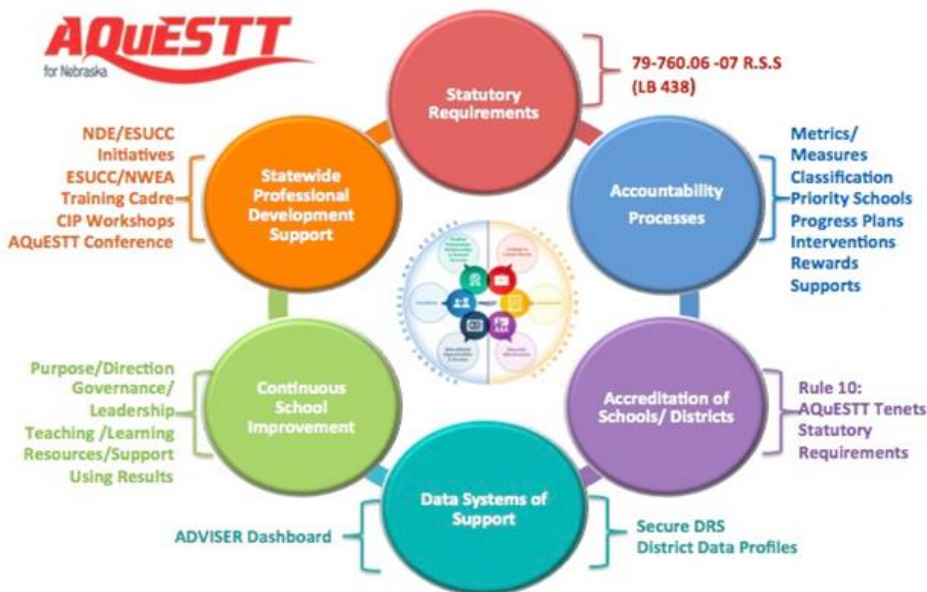 AQuESTT
for Nebraska
Statutory
Requirements
79-760.06 -07 R.S.S
(LB 438)
NDE/ESUCC
Initiatives
ESUCC/NWEA
Training Cadre
CIP Workshops
AQuESTT Conference
Statewide
Professional
Development
Support
Accountability
Processes
Metrics/
Measures
Classification
Priority Schools
Progress Plans
Interventions
Rewards
Supports
Purpose/Direction
Governance/
Leadership
Teaching /Learning
Resources/Support
Using Results
Continuous
School
Improvement
Accreditation of
Schools/ Districts
Rule 10:
AQuESTT Tenets
Statutory
Requirements
ADVISER Dashboard
Data Systems of
Support
Secure DRS
District Data Profiles